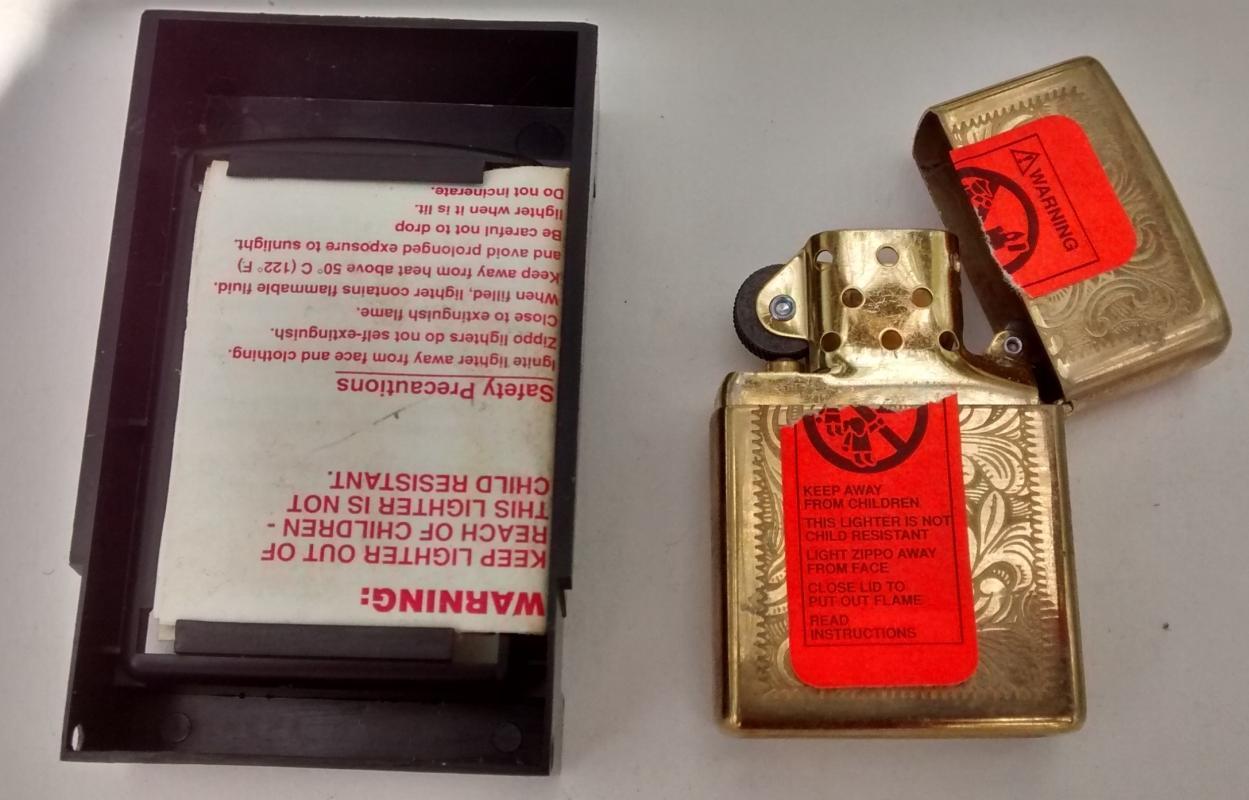 WARNING:
KEEP LIGHTER OUT OF
REACH OF CHILDREN -
THIS LIGHTER IS NOT
CHILD RESISTANT.
Safety Precautions
Ignite lighter away from face and clothing.
Zippo lighters do not self-extinguish.
Close to extinguish flame.
When filled, lighter contains flammable fluid.
Keep away from heat above 50° C (122° F)
and avoid prolonged exposure to sunlight.
Be careful not to drop
lighter when it is lit.
Do not incinerate.
WARNING
KEEP AWAY
FROM CHILDREN
THIS LIGHTER IS NOT
CHILD RESISTANT
LIGHT ZIPPO AWAY
FROM FACE
CLOSE LID TO
PUT OUT FLAME
READ
INSTRUCTIONS